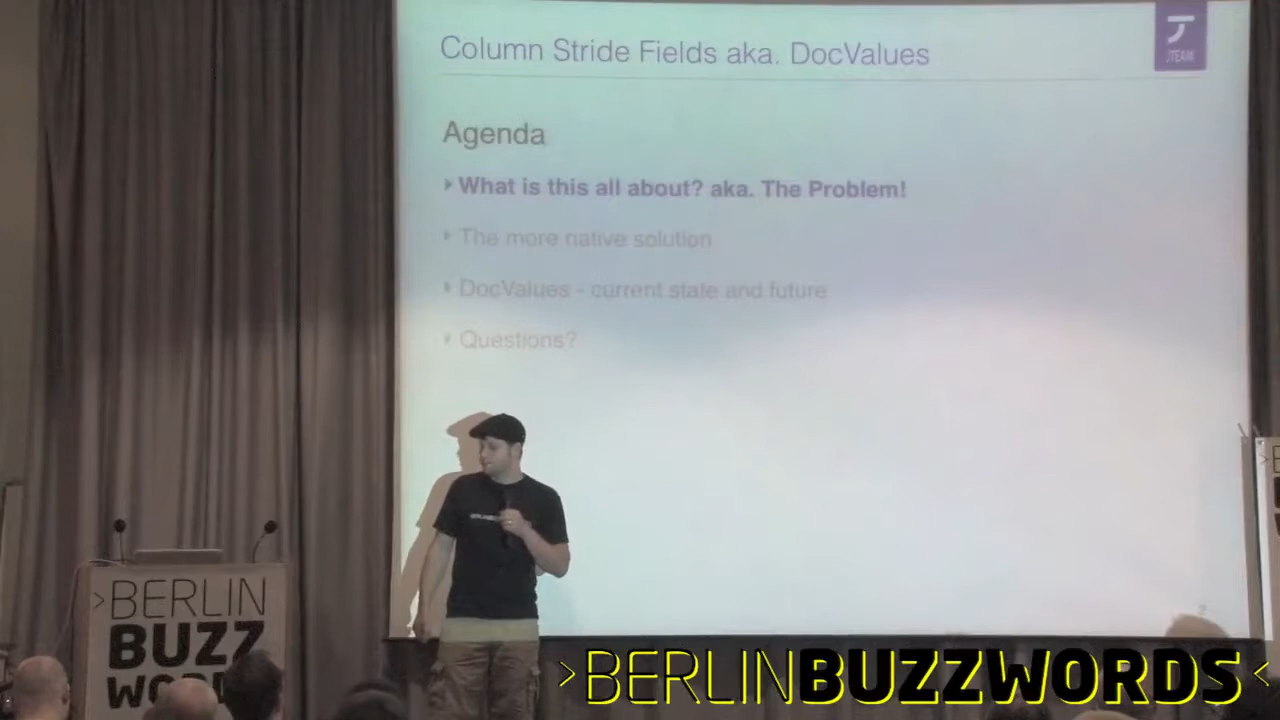 Column Stride Fields aka. DocValues
JTEAM
Agenda
What is this all about? aka. The Problem!
The more native solution
DocValues - current state and future
Questions?
>BERLIN
BUZZ
>BERLINBUZZWORDS<